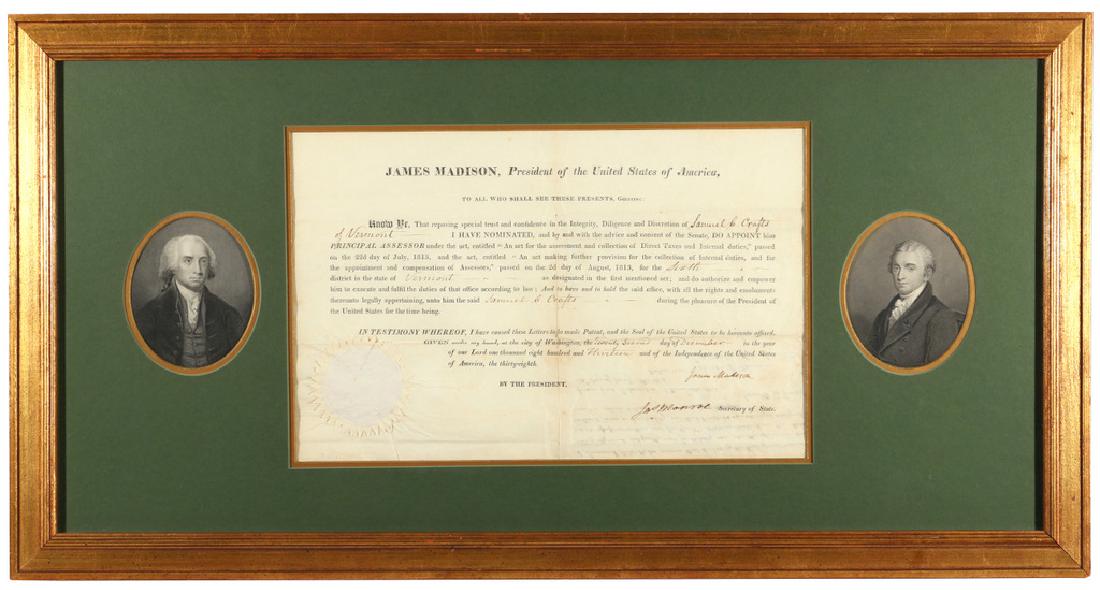 JAMES MADISON, President of the United States of America,
TO ALL WHO SHALL SEE THESE PRESENTS, Greeting:
Know Ye, That reposing special trust and confidence in the Integrity, Diligence and Discretion of Samuel C Crafts
of Vermont I HAVE NOMINATED, and by and with the advice and consent of the Senate, DO APPOINT him
PRINCIPAL ASSESSOR under the act, entitled "An act for the assessment and collection of Direct Taxes and Internal duties," passed
on the 22d day of July, 1813, and the act, entitled "An act making further provision for the collection of internal duties, and for
the appointment and compensation of Assessors," passed on the 2d day of August, 1813, for the Sixth
district in the state of Vermont as designated in the first mentioned act; and do authorize and empower
him to execute and fulfil the duties of that office according to law; And to have and to hold the said office, with all the rights and emoluments
thereunto legally appertaining, unto him the said Samuel C Crafts during the pleasure of the President of
the United States for the time being.
IN TESTIMONY WHEREOF, I have caused these Letters to be made Patent, and the Seal of the United States to be hereunto affixed.
GIVEN under my hand, at the city of Washington, the twenty second day of December in the year
of our Lord one thousand eight hundred and thirteen and of the Independence of the United States
of America, the thirtyeighth.
James Madison
BY THE PRESIDENT.
Jas Monroe Secretary of State.